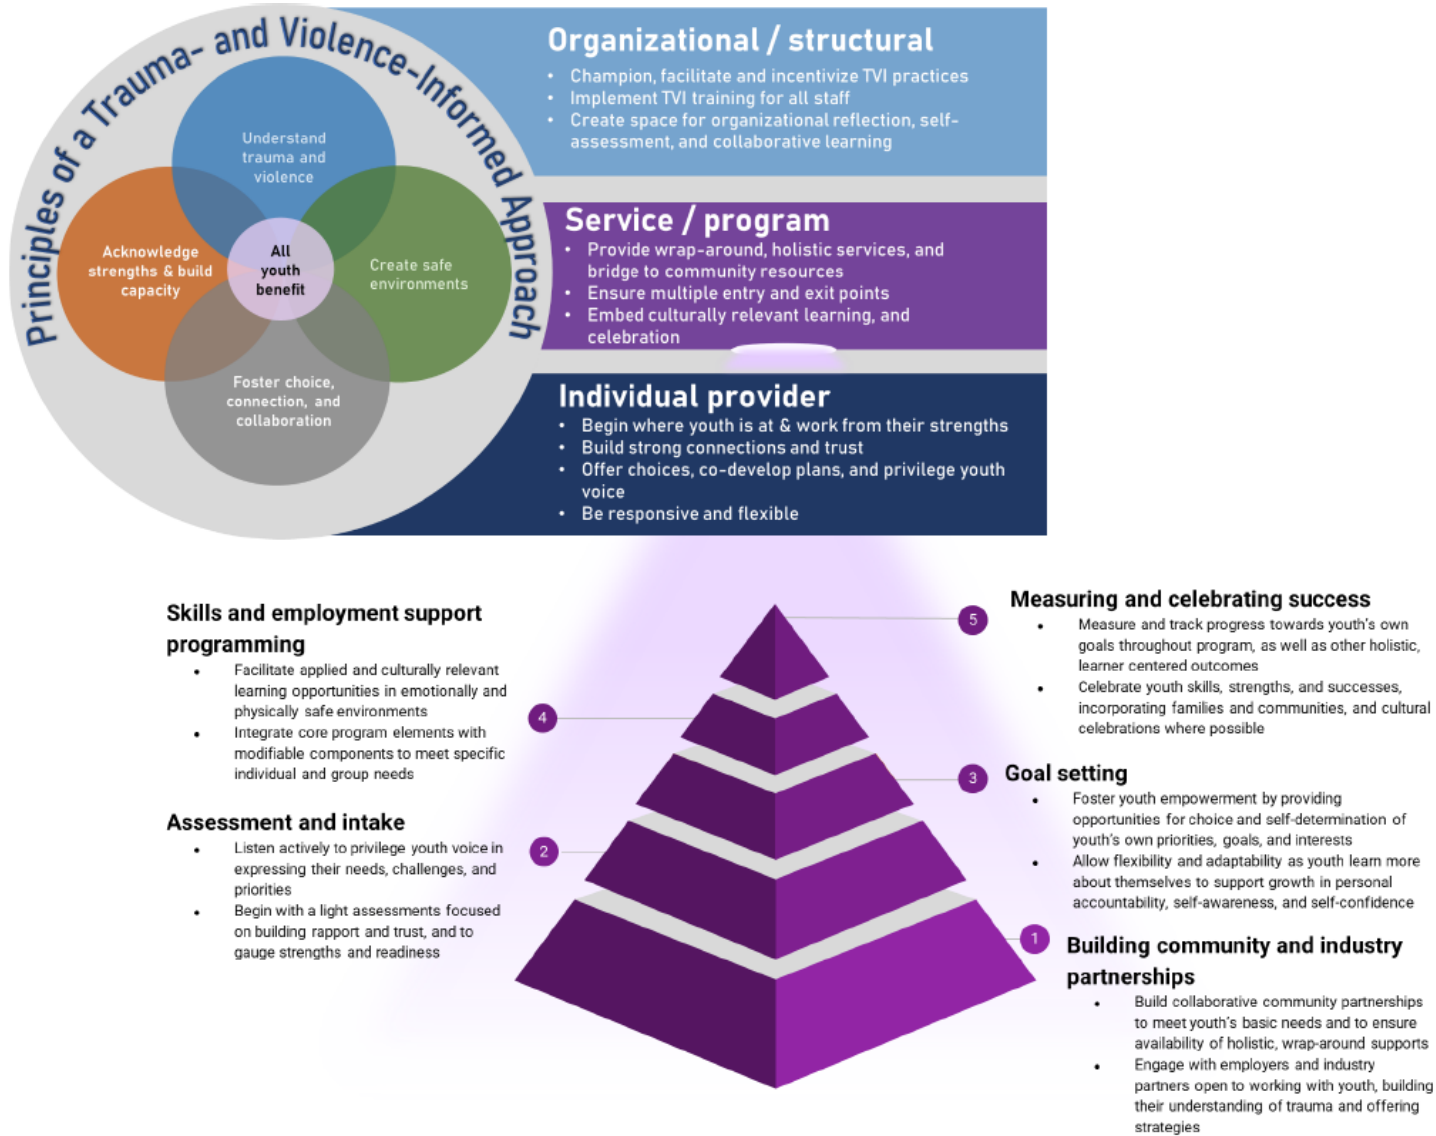 Principles of a Trauma- and Violence-Informed Approach
Understand
trauma and
violence
Acknowledge
strengths & build
capacity
All
youth
benefit
Create safe
environments
Foster choice,
connection, and
collaboration
Organizational / structural
• Champion, facilitate and incentivize TVI practices
• Implement TVI training for all staff
• Create space for organizational reflection, self-
assessment, and collaborative learning
Service / program
• Provide wrap-around, holistic services, and
bridge to community resources
• Ensure multiple entry and exit points
• Embed culturally relevant learning, and
celebration
Individual provider
• Begin where youth is at & work from their strengths
• Build strong connections and trust
• Offer choices, co-develop plans, and privilege youth
voice
• Be responsive and flexible
Skills and employment support
programming
• Facilitate applied and culturally relevant
learning opportunities in emotionally and
physically safe environments
• Integrate core program elements with
modifiable components to meet specific
individual and group needs
4
Assessment and intake
• Listen actively to privilege youth voice in
expressing their needs, challenges, and
priorities
• Begin with a light assessments focused
on building rapport and trust, and to
gauge strengths and readiness
2
5
Measuring and celebrating success
• Measure and track progress towards youth's own
goals throughout program, as well as other holistic,
learner centered outcomes
• Celebrate youth skills, strengths, and successes,
incorporating families and communities, and cultural
celebrations where possible
3
Goal setting
• Foster youth empowerment by providing
opportunities for choice and self-determination of
youth's own priorities, goals, and interests
• Allow flexibility and adaptability as youth learn more
about themselves to support growth in personal
accountability, self-awareness, and self-confidence
1
Building community and industry
partnerships
• Build collaborative community partnerships
to meet youth's basic needs and to ensure
availability of holistic, wrap-around supports
• Engage with employers and industry
partners open to working with youth, building
their understanding of trauma and offering
strategies